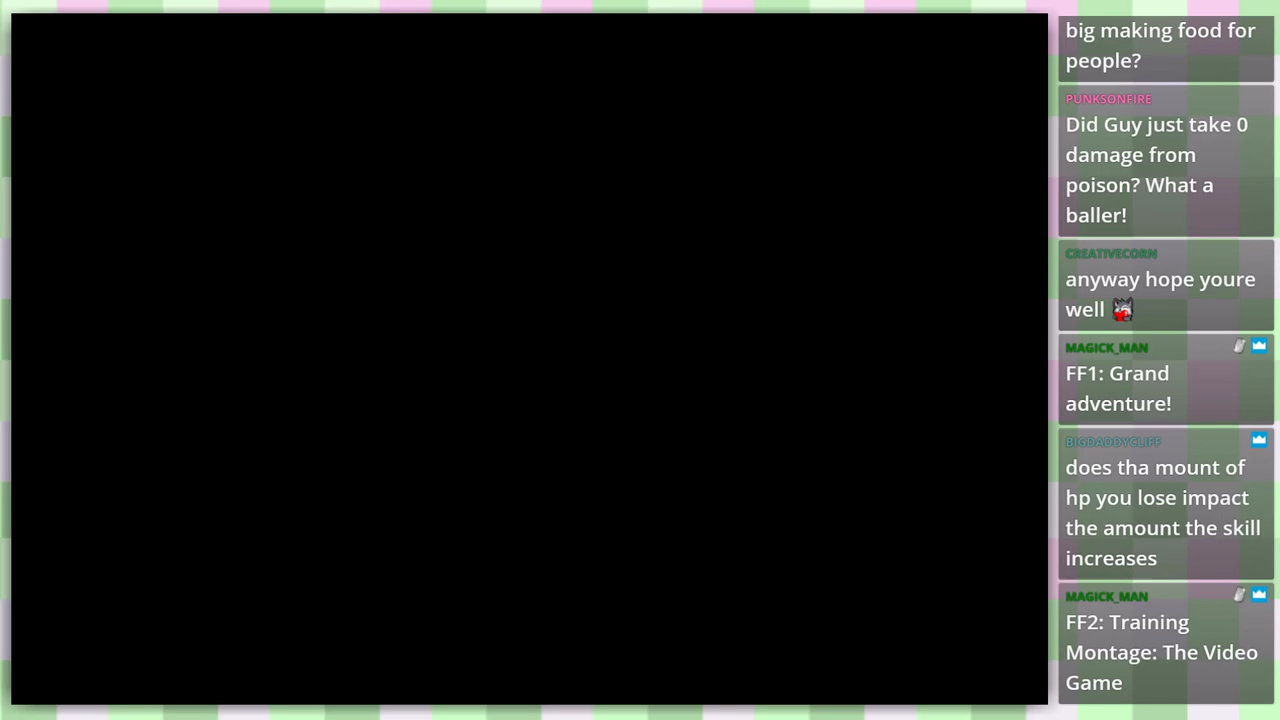 big making food for
people?
PUNKSONFIRE
Did Guy just take 0
damage from
poison? What a
baller!
CREATIVECORN
anyway hope youre
well
MAGICK_MAN
FF1: Grand
adventure!
BIGDADDYCLIFF
does tha mount of
hp you lose impact
the amount the skill
increases
MAGICK_MAN
FF2: Training
Montage: The Video
Game